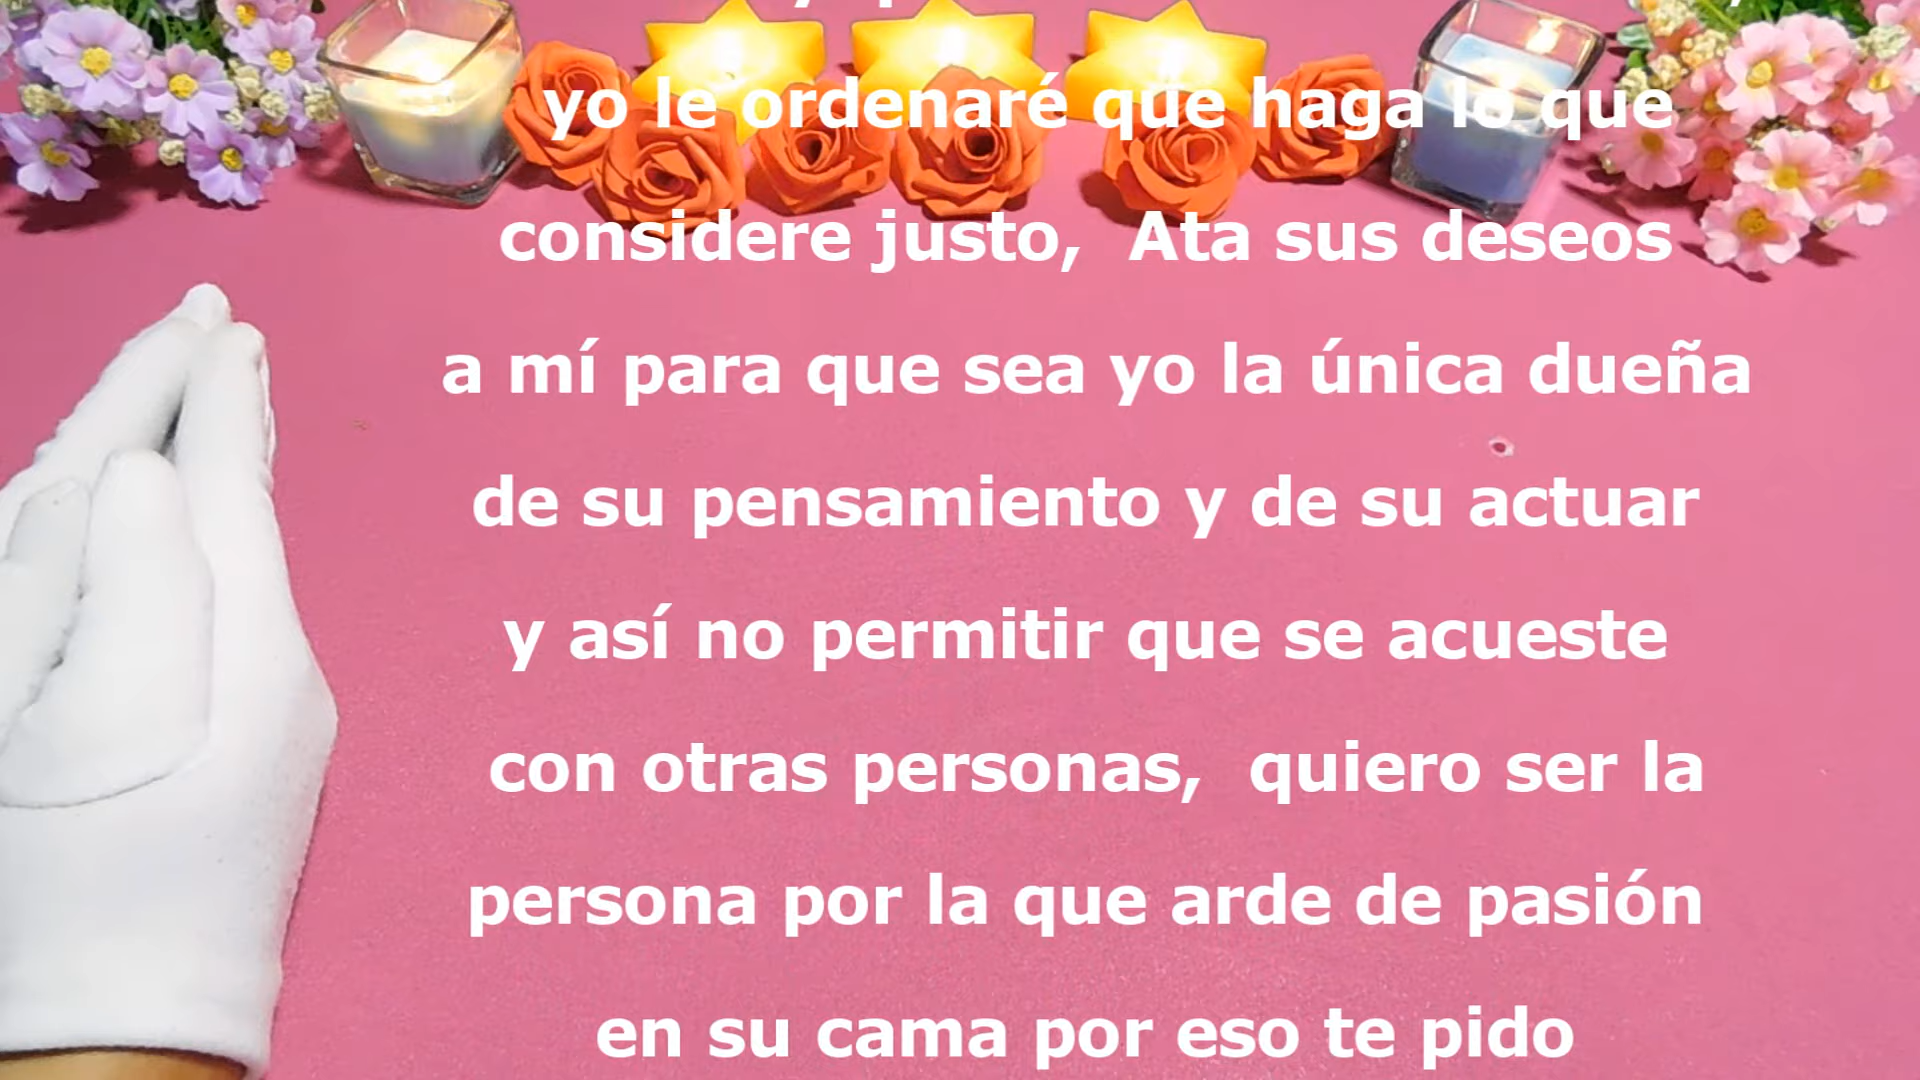 yo le ordenaré que haga lo que
considere justo,  Ata sus deseos
a mí para que sea yo la única dueña
de su pensamiento y de su actuar
y así no permitir que se acueste
con otras personas,  quiero ser la
persona por la que arde de pasión
en su cama por eso te pido